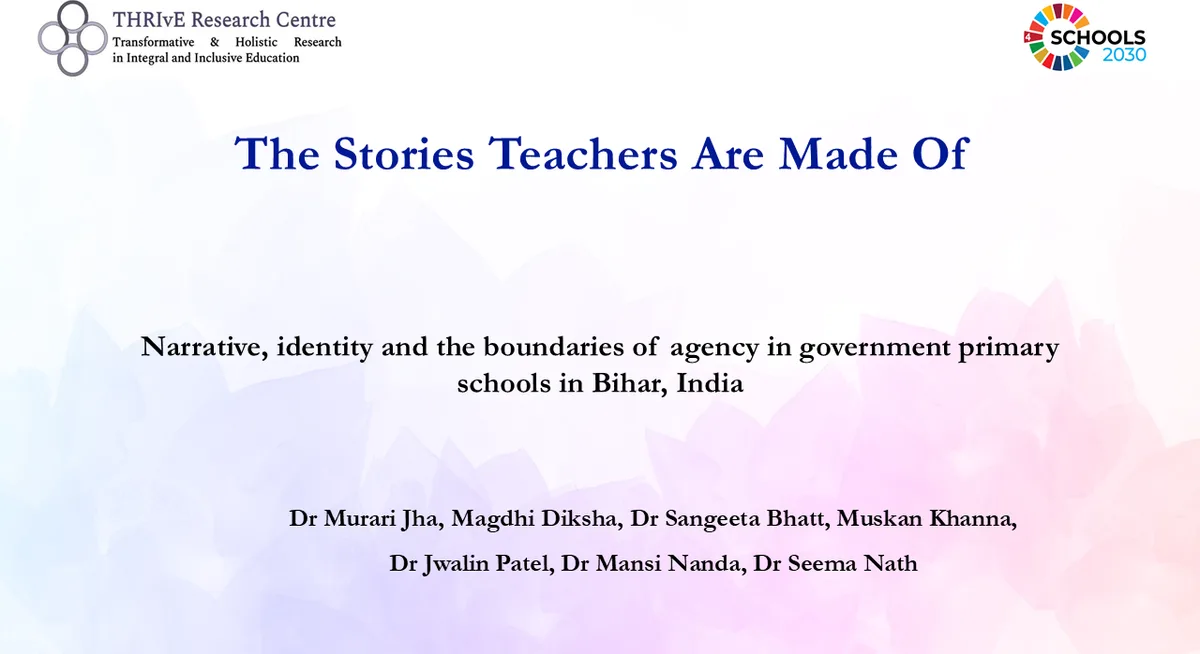 THRIvE Research Centre
Transformative & Holistic Research
in Integral and Inclusive Education
4 SCHOOLS
2030
The Stories Teachers Are Made Of
Narrative, identity and the boundaries of agency in government primary
schools in Bihar, India
Dr Murari Jha, Magdhi Diksha, Dr Sangeeta Bhatt, Muskan Khanna,
Dr Jwalin Patel, Dr Mansi Nanda, Dr Seema Nath